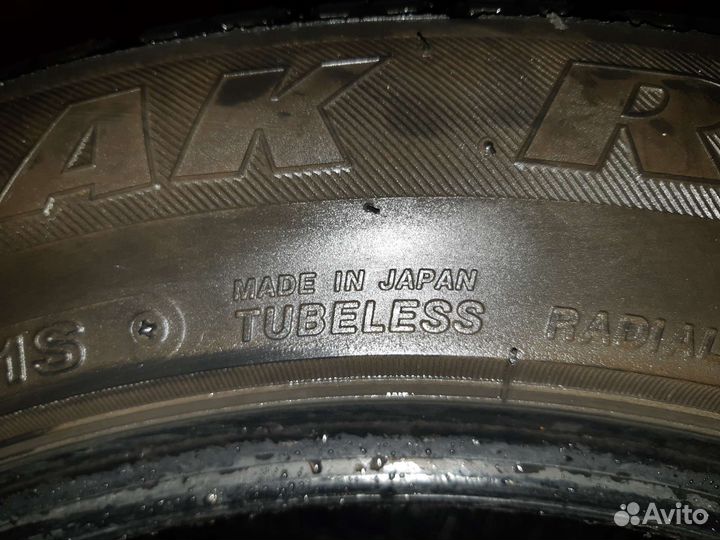 AK R
MADE IN JAPAN
1S TUBELESS RADIAL
Avito